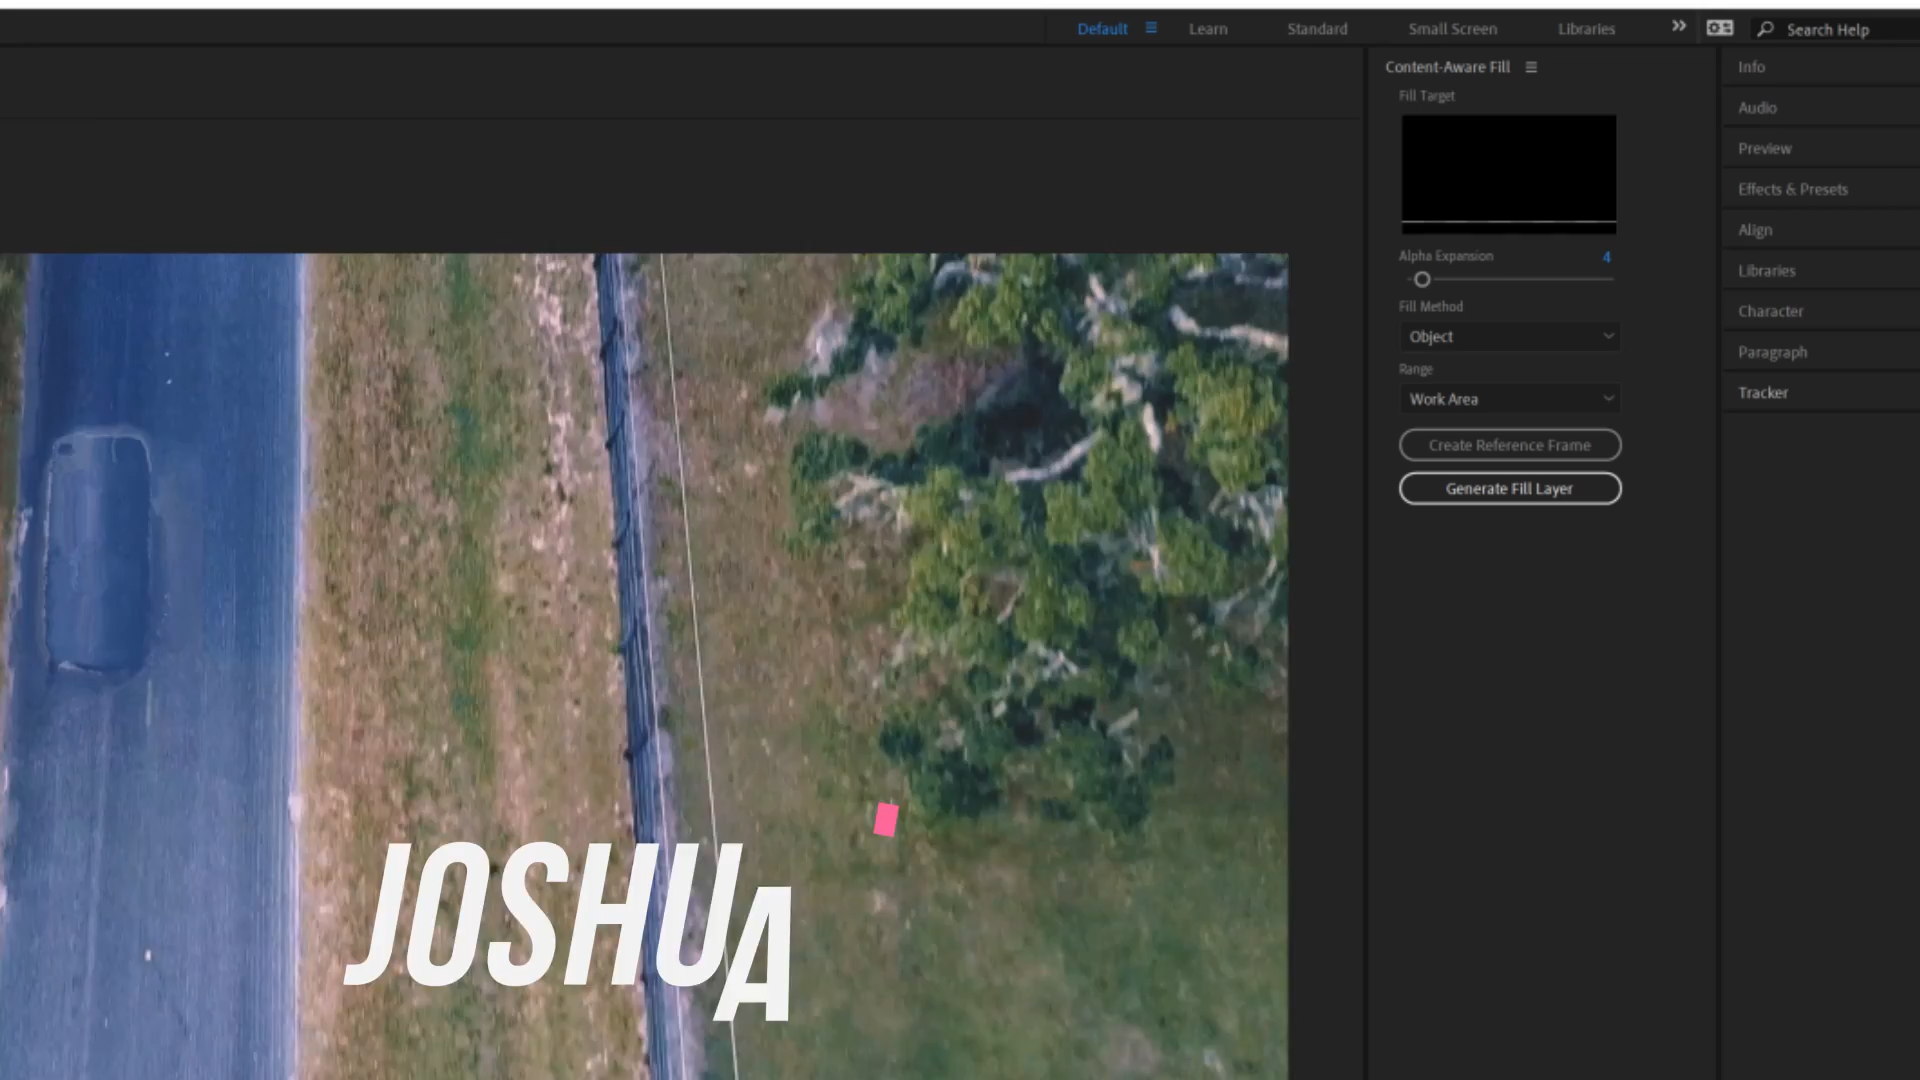 Default Learn Standard Small Screen Libraries Search Help
Content-Aware Fill
Fill Target
Alpha Expansion 4
Fill Method
Object
Range
Work Area
Create Reference Frame
Generate Fill Layer
Info
Audio
Preview
Effects & Presets
Align
Libraries
Character
Paragraph
Tracker
JOSHUA